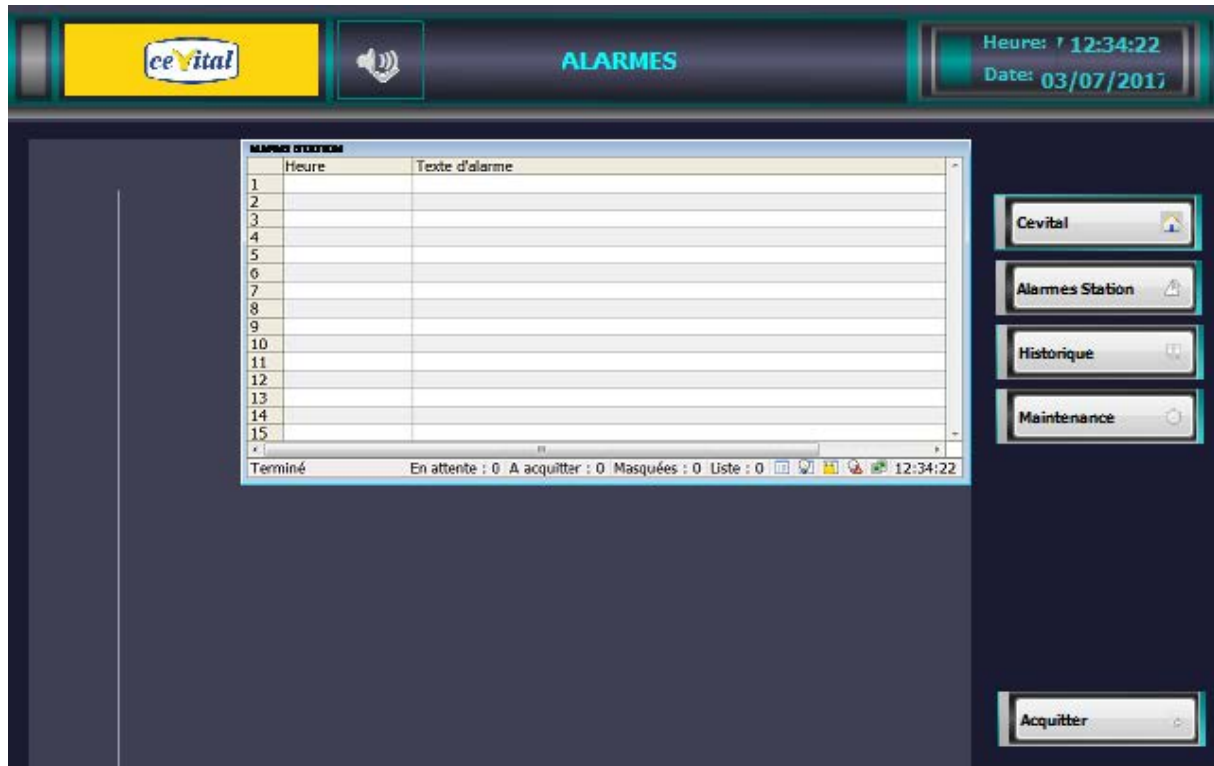 cevital
ALARMES
Heure: 12:34:22
Date: 03/07/2017
Heure Texte d'alarme
1
2
3
4
5
6
7
8
9
10
11
12
13
14
15
Terminé En attente : 0 A acquitter : 0 Masquées : 0 Liste : 0 12:34:22
Cevital
Alarmes Station
Historique
Maintenance
Acquitter